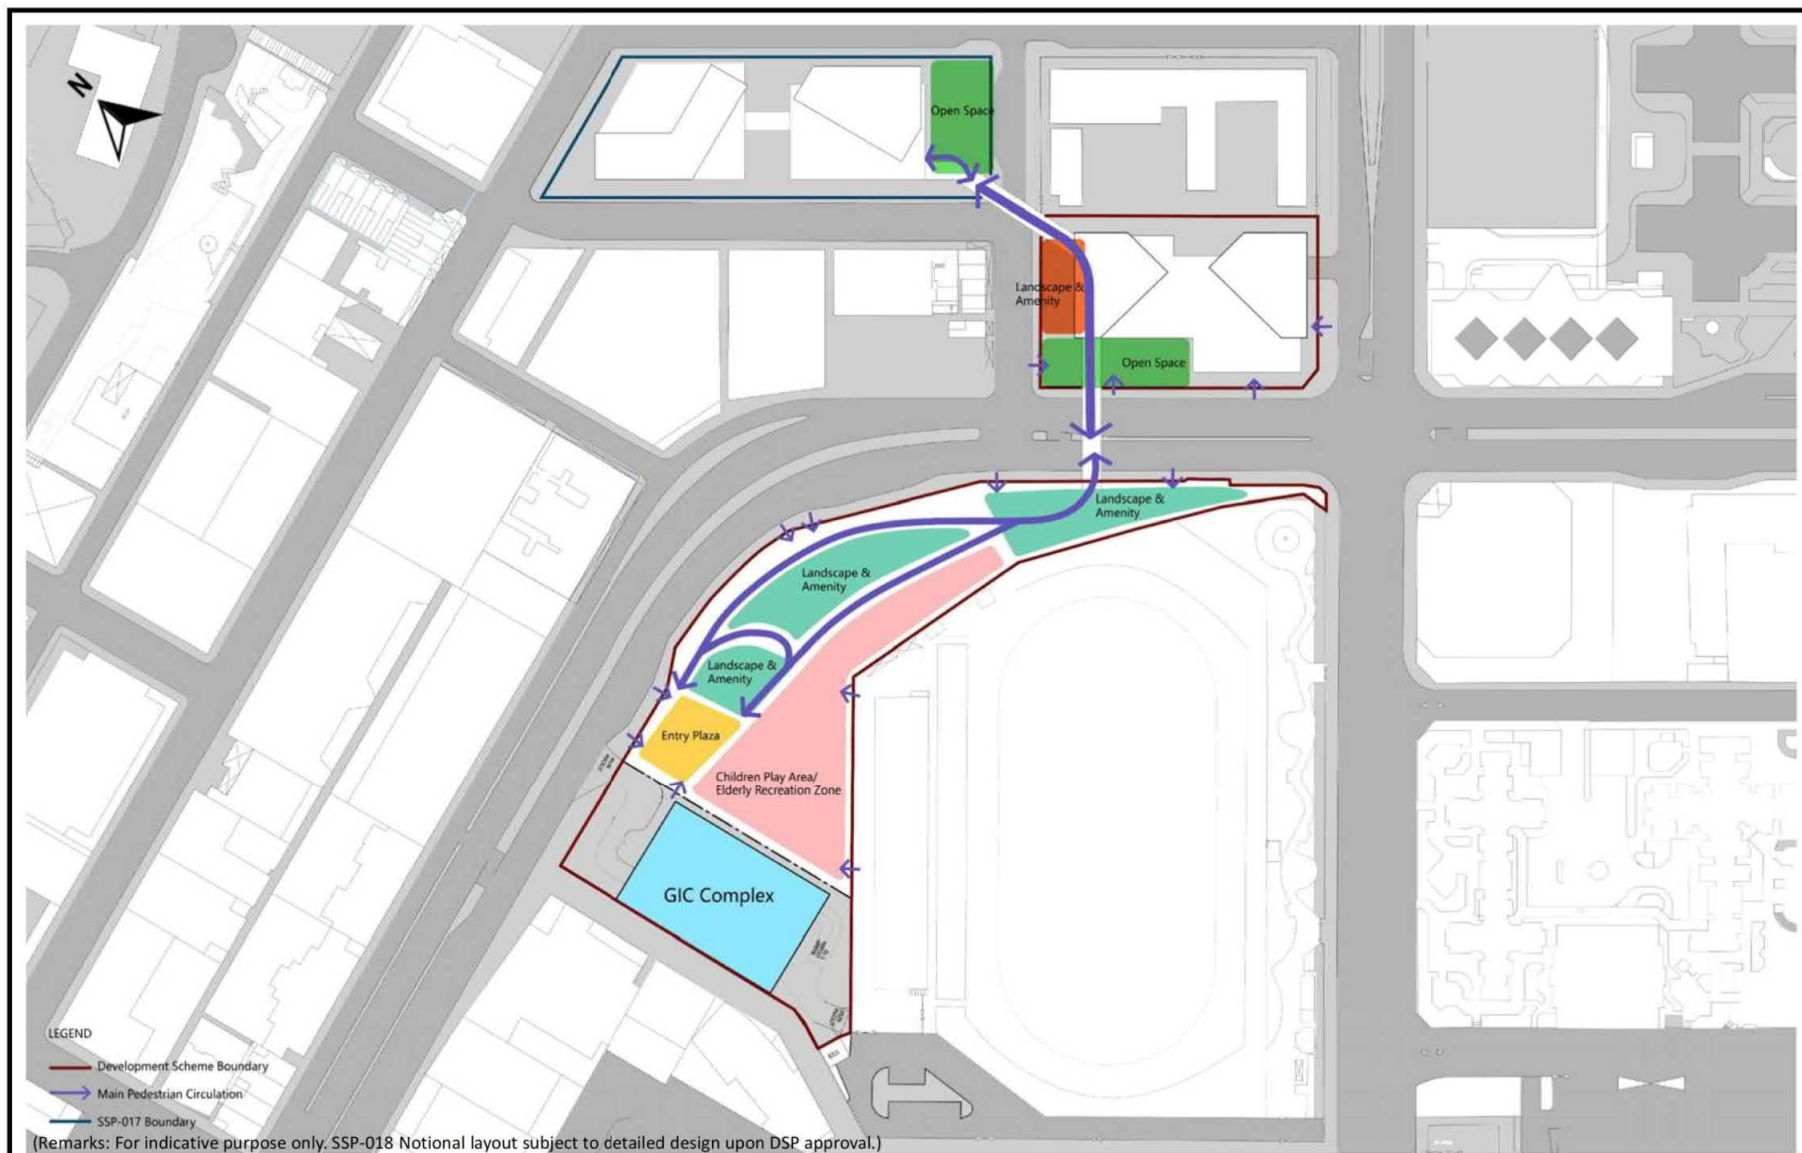 N
Open Space
Landscape &
Amenity
Open Space
Landscape &
Amenity
Landscape &
Amenity
Landscape &
Amenity
Entry Plaza
Children Play Area/
Elderly Recreation Zone
GIC Complex
LEGEND
Development Scheme Boundary
Main Pedestrian Circulation
SSP-017 Boundary
(Remarks: For indicative purpose only. SSP-018 Notional layout subject to detailed design upon DSP approval.)